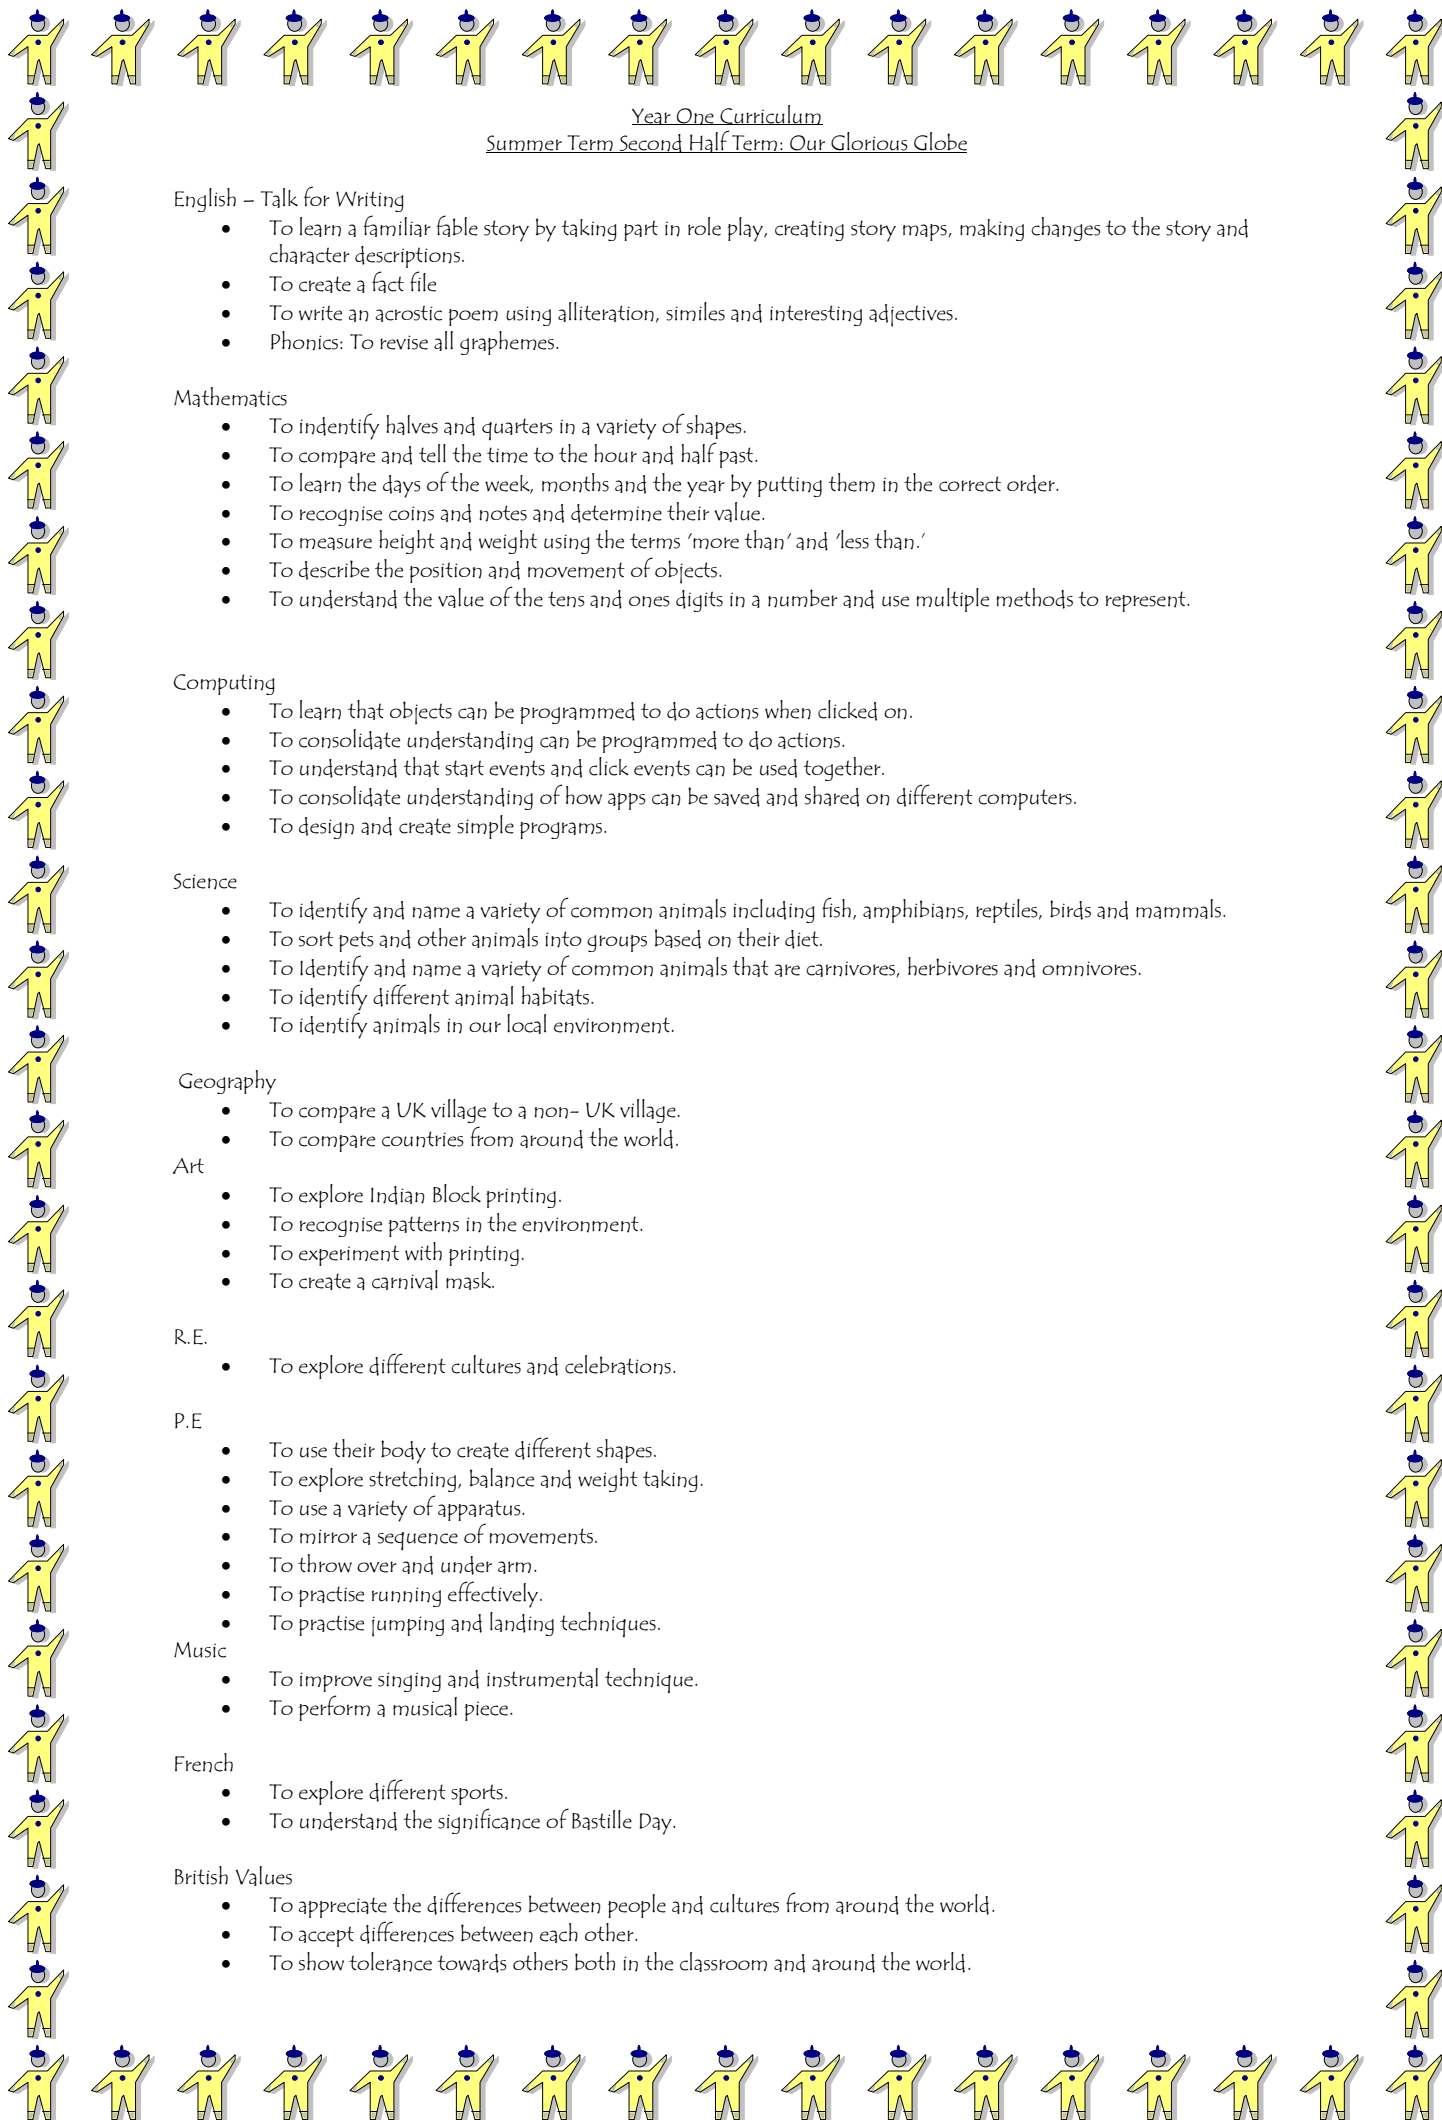 Year One Curriculum
Summer Term Second Half Term: Our Glorious Globe
English – Talk for Writing
• To learn a familiar fable story by taking part in role play, creating story maps, making changes to the story and
character descriptions.
• To create a fact file
• To write an acrostic poem using alliteration, similes and interesting adjectives.
• Phonics: To revise all graphemes.
Mathematics
• To indentify halves and quarters in a variety of shapes.
• To compare and tell the time to the hour and half past.
• To learn the days of the week, months and the year by putting them in the correct order.
• To recognise coins and notes and determine their value.
• To measure height and weight using the terms ‘more than’ and ‘less than.’
• To describe the position and movement of objects.
• To understand the value of the tens and ones digits in a number and use multiple methods to represent.
Computing
• To learn that objects can be programmed to do actions when clicked on.
• To consolidate understanding can be programmed to do actions.
• To understand that start events and click events can be used together.
• To consolidate understanding of how apps can be saved and shared on different computers.
• To design and create simple programs.
Science
• To identify and name a variety of common animals including fish, amphibians, reptiles, birds and mammals.
• To sort pets and other animals into groups based on their diet.
• To Identify and name a variety of common animals that are carnivores, herbivores and omnivores.
• To identify different animal habitats.
• To identify animals in our local environment.
Geography
• To compare a UK village to a non- UK village.
• To compare countries from around the world.
Art
• To explore Indian Block printing.
• To recognise patterns in the environment.
• To experiment with printing.
• To create a carnival mask.
R.E.
• To explore different cultures and celebrations.
P.E
• To use their body to create different shapes.
• To explore stretching, balance and weight taking.
• To use a variety of apparatus.
• To mirror a sequence of movements.
• To throw over and under arm.
• To practise running effectively.
• To practise jumping and landing techniques.
Music
• To improve singing and instrumental technique.
• To perform a musical piece.
French
• To explore different sports.
• To understand the significance of Bastille Day.
British Values
• To appreciate the differences between people and cultures from around the world.
• To accept differences between each other.
• To show tolerance towards others both in the classroom and around the world.